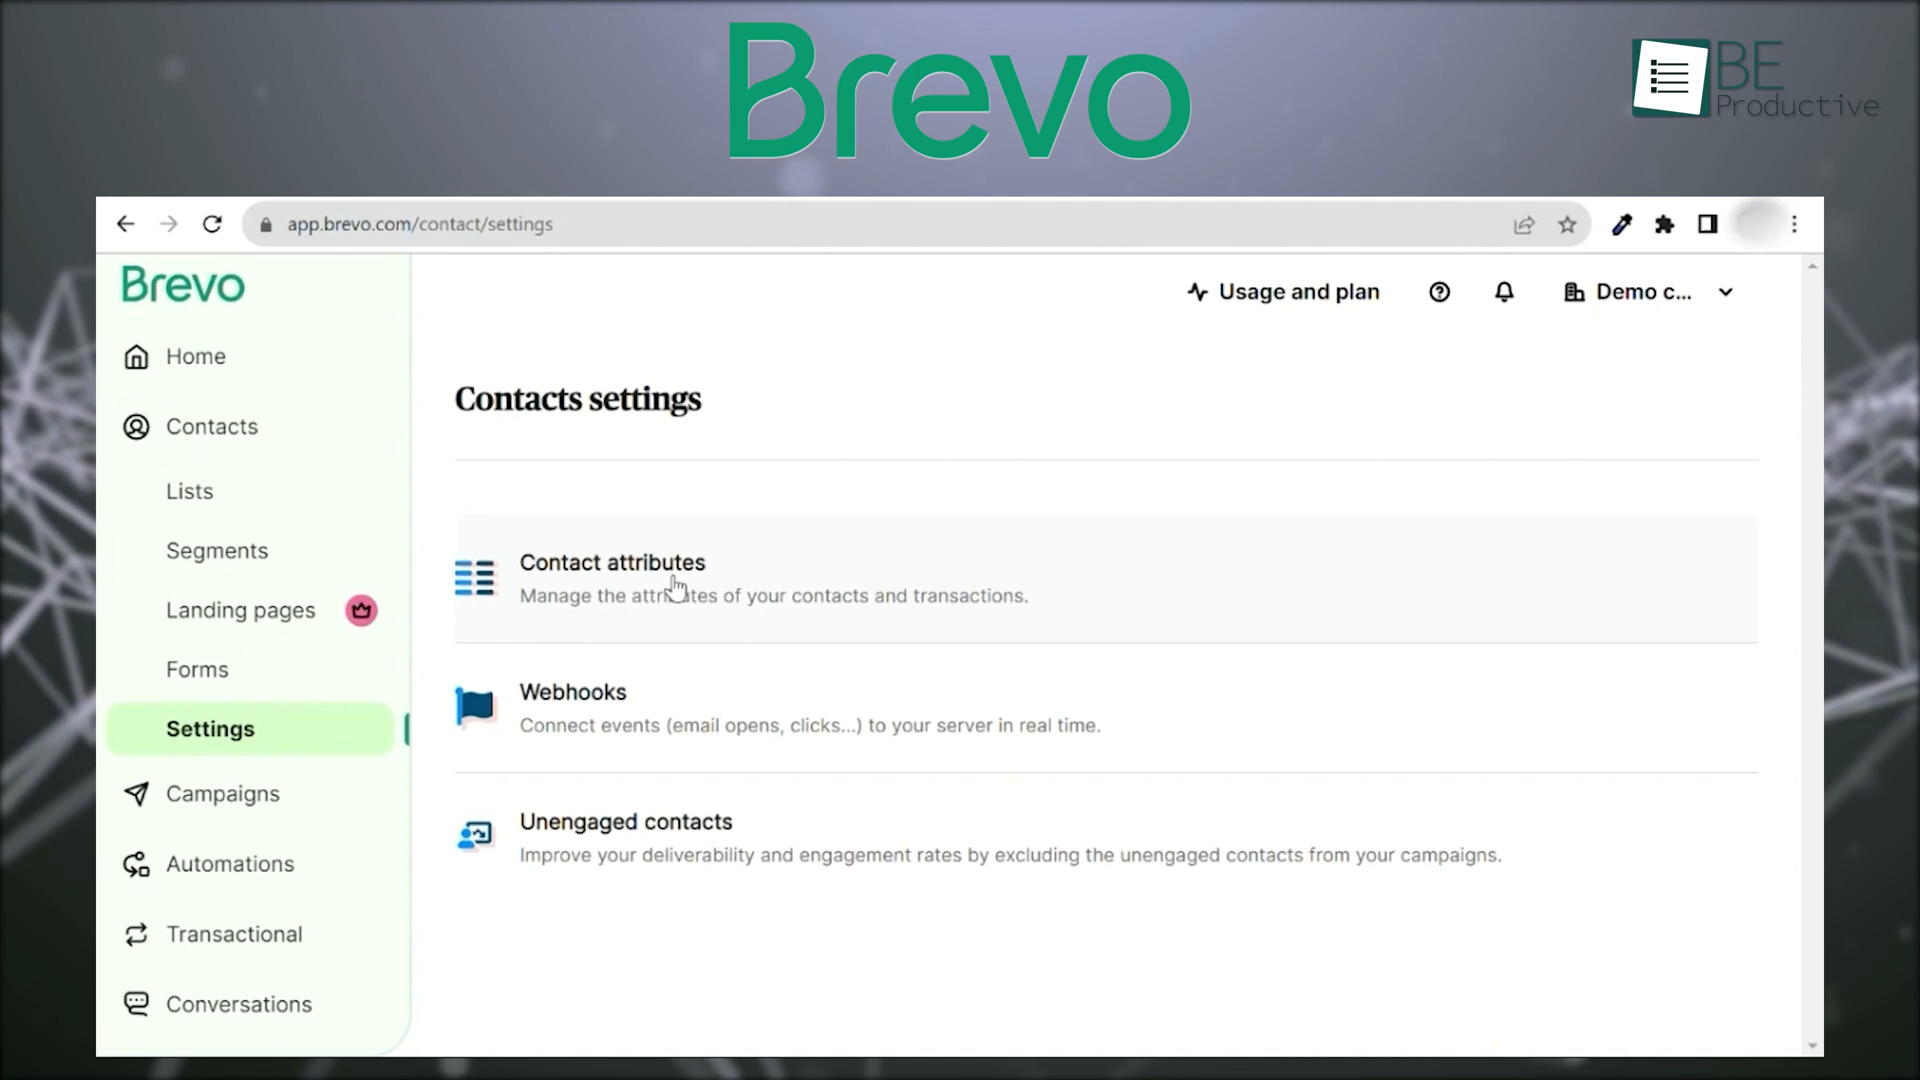 Brevo
BE
Productive
app.brevo.com/contact/settings
Brevo
Usage and plan
Demo c...
Home
Contacts
Lists
Segments
Landing pages
Forms
Settings
Campaigns
Automations
Transactional
Conversations
Contacts settings
Contact attributes
Manage the attributes of your contacts and transactions.
Webhooks
Connect events (email opens, clicks...) to your server in real time.
Unengaged contacts
Improve your deliverability and engagement rates by excluding the unengaged contacts from your campaigns.